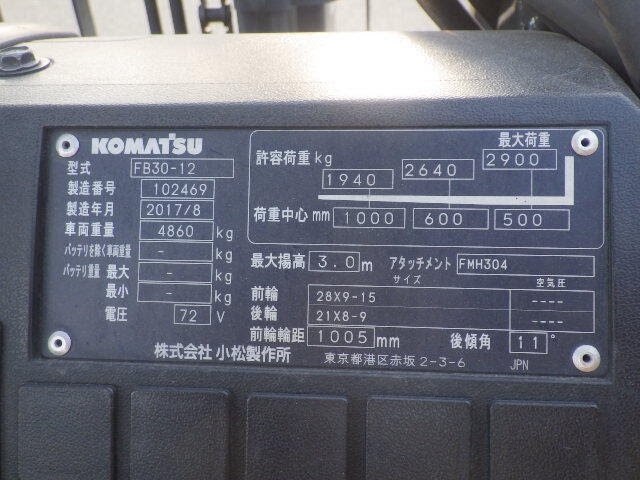 KOMATSU
型式 FB30-12
製造番号 102469
製造年月 2017/8
車両重量 4860 kg
バッテリを除く車両重量 - kg
バッテリ重量 最大 - kg
最小 - kg
電圧 72 V
最大荷重
許容荷重 kg 1940 2640 2900
荷重中心 mm 1000 600 500
最大揚高 3.0 m アタッチメント FMH304
サイズ 空気圧
前輪 28X9-15 ----
後輪 21X8-9 ----
前輪輪距 1005 mm 後傾角 11°
株式会社 小松製作所 東京都港区赤坂 2-3-6 JPN